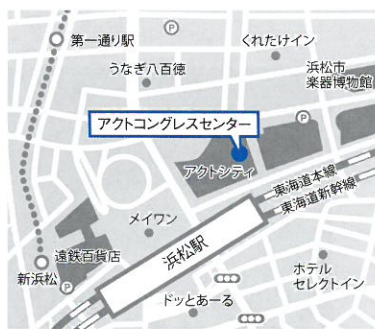 P
第一通り駅
くれたけイン
うなぎ八百徳
浜松市
楽器博物館
アクトコングレスセンター
P
アクトシティ
東海道本線
東海道新幹線
メイワン
浜松駅
遠鉄百貨店
新浜松
P
ホテル
セレクトイン
ドッとあーる